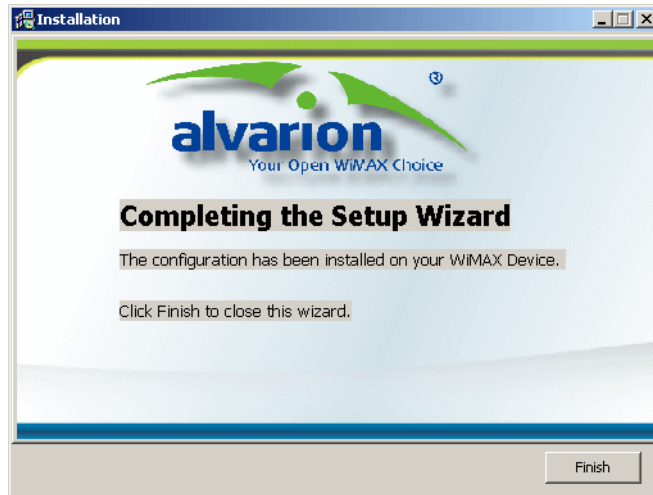 Installation
®
alvarion
Your Open WiMAX Choice
Completing the Setup Wizard
The configuration has been installed on your WiMAX Device.
Click Finish to close this wizard.
Finish